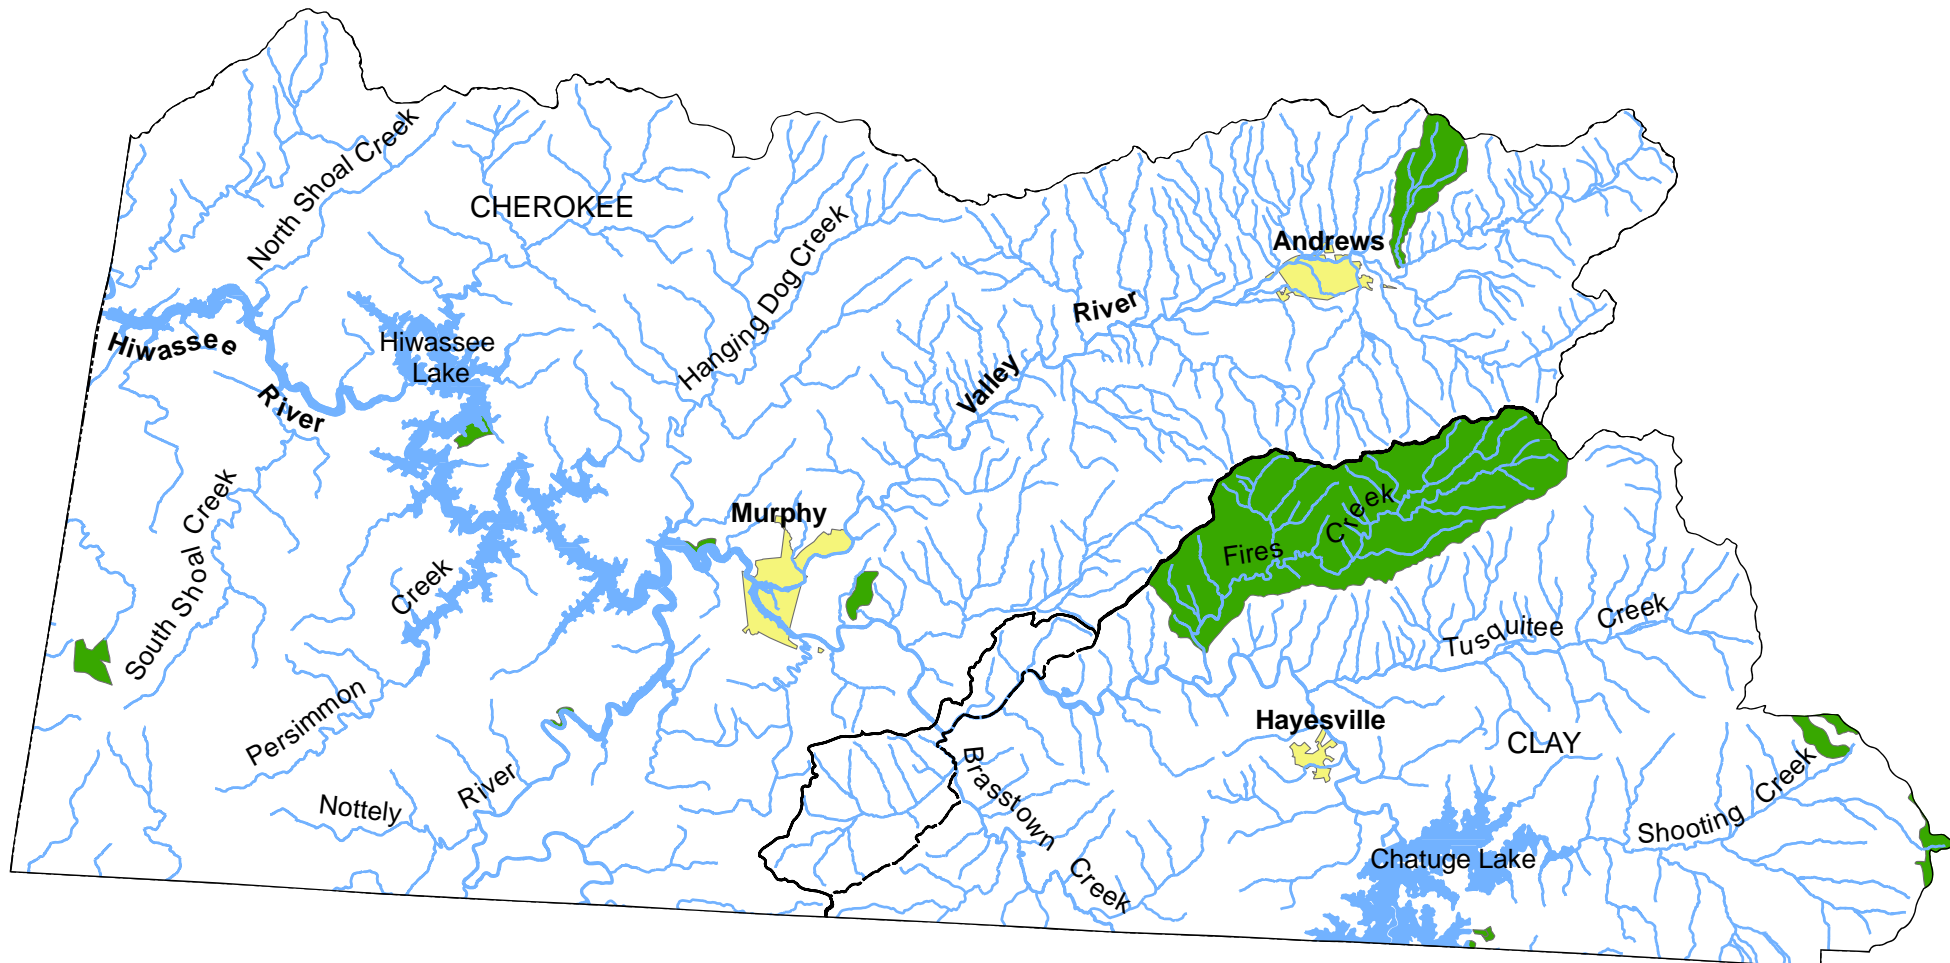 North Shoal Creek
CHEROKEE
Hanging Dog Creek
Andrews
Valley River
Hiwassee River
Hiwassee
Lake
South Shoal Creek
Murphy
Fires Creek
Persimmon Creek
Tusquitee Creek
Hayesville
CLAY
Nottely River
Brasstown Creek
Shooting Creek
Chatuge Lake